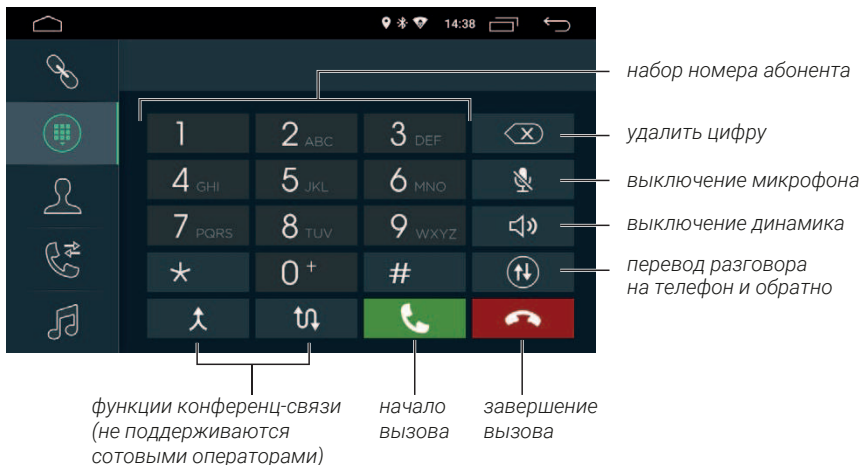 14:38
набор номера абонента
1
2 ABC
3 DEF
удалить цифру
4 GHI
5 JKL
6 MNO
выключение микрофона
7 PQRS
8 TUV
9 WXYZ
выключение динамика
*
0 +
#
перевод разговора
на телефон и обратно
функции конференц-связи
(не поддерживаются
сотовыми операторами)
начало
вызова
завершение
вызова